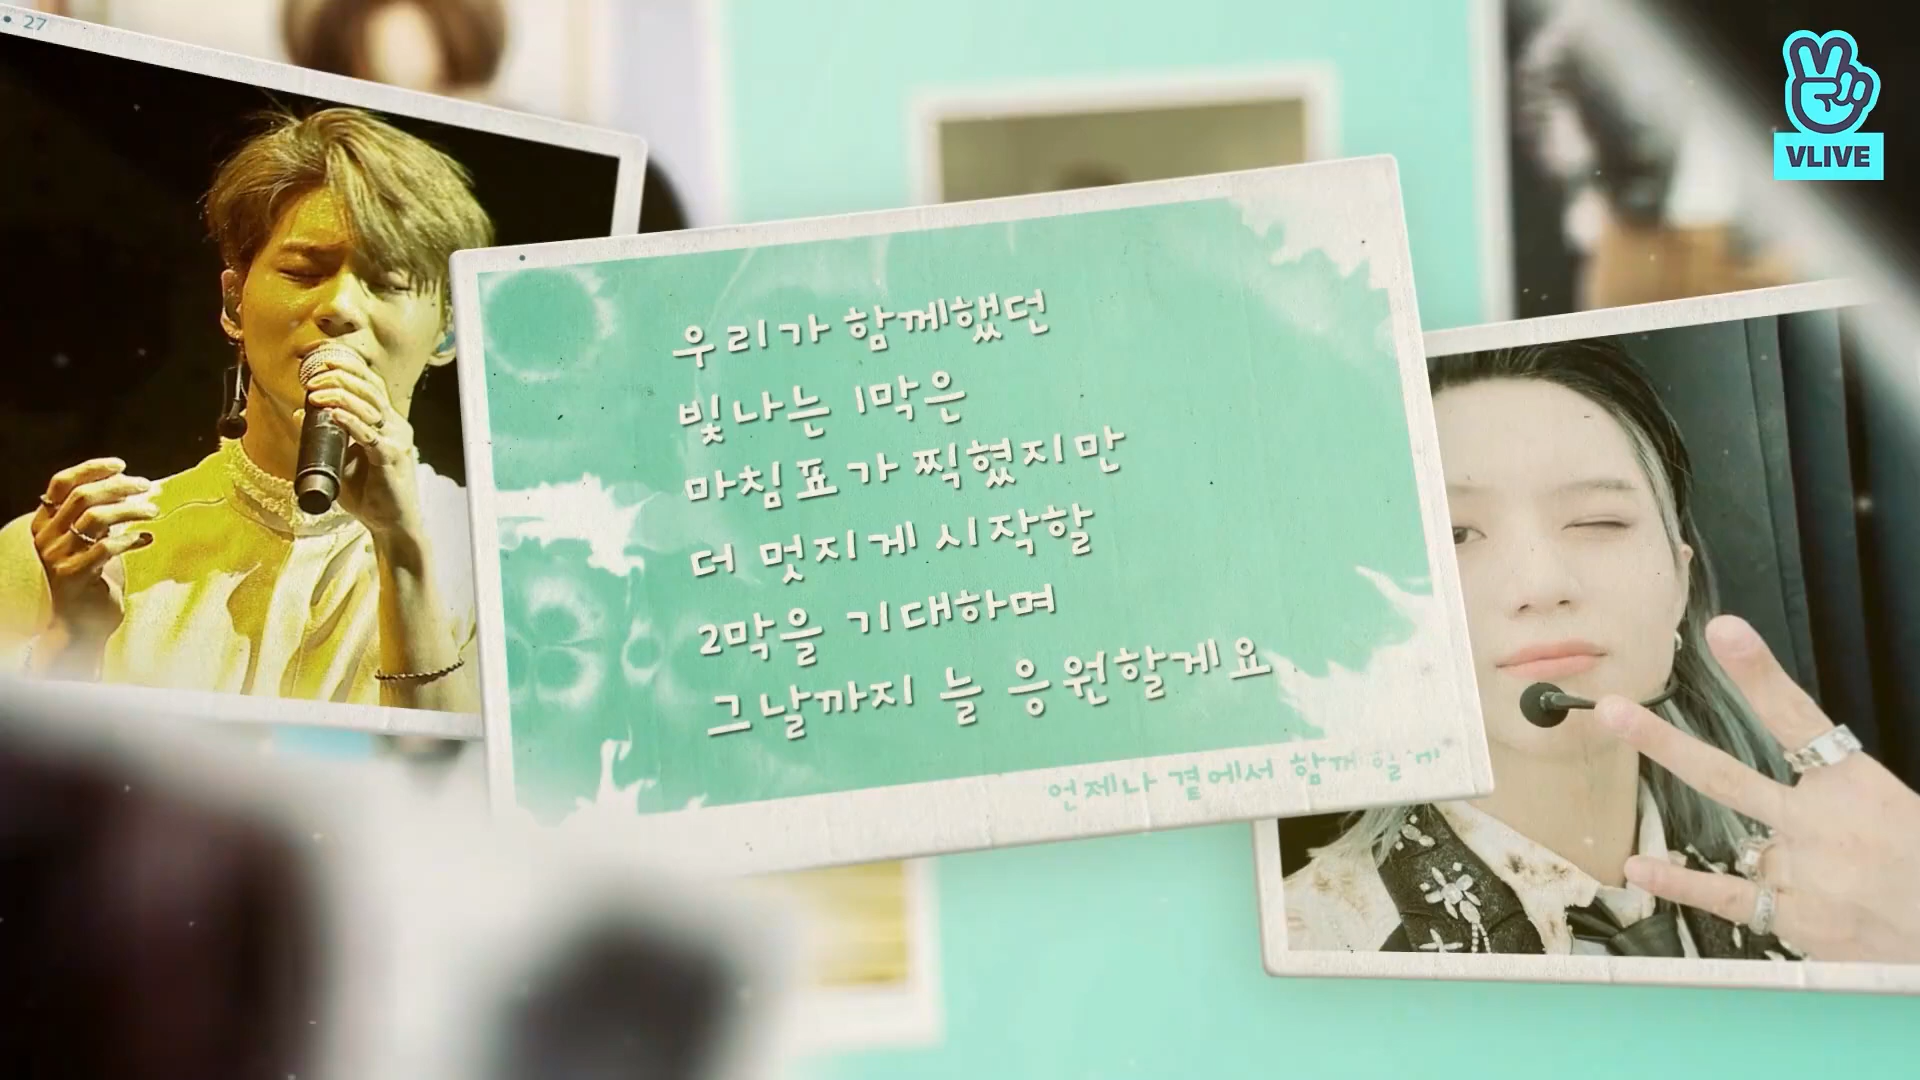 • 27
VLIVE
우리가 함께했던
빛나는 1막은
마침표가 찍혔지만
더 멋지게 시작할
2막을 기대하며
그날까지 늘 응원할게요
언제나 곁에서 함께 할게